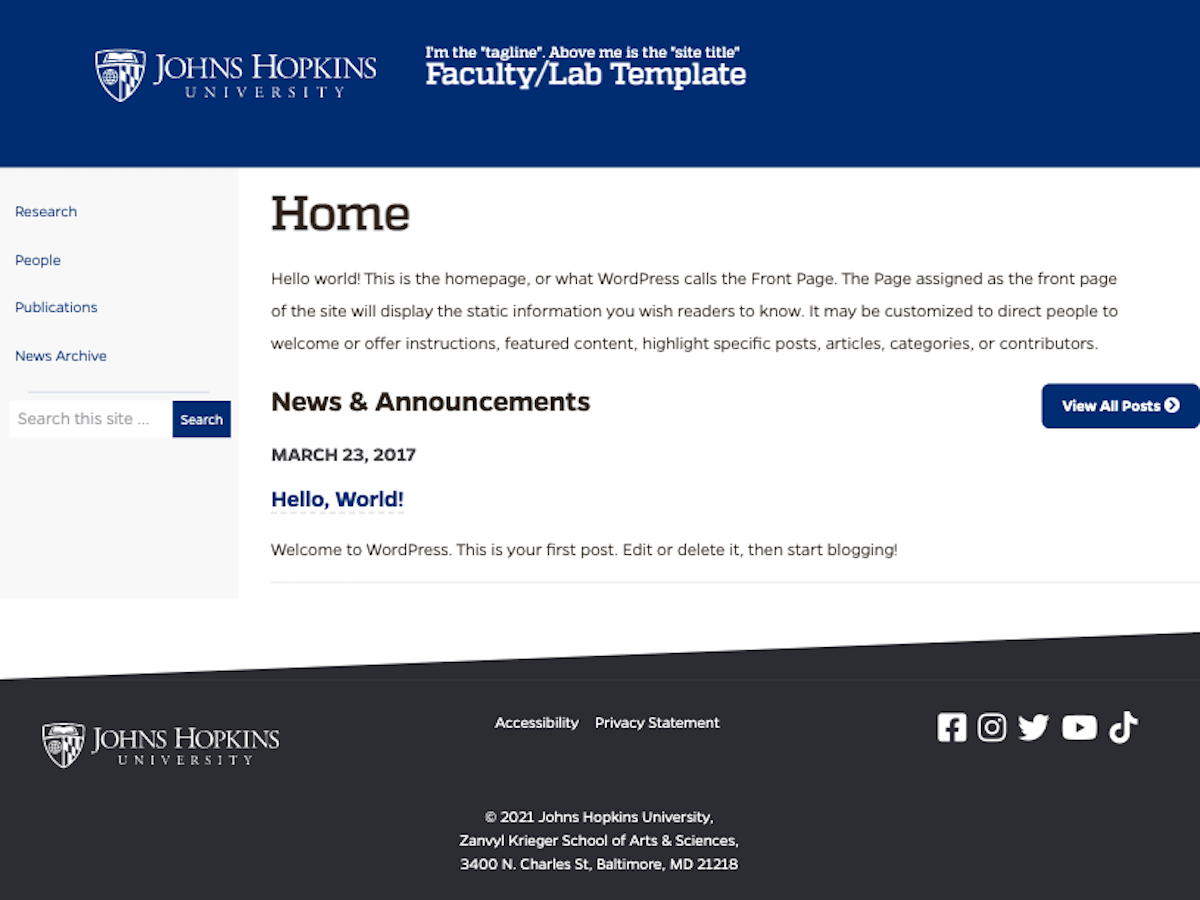 JOHNS HOPKINS
UNIVERSITY
I'm the "tagline". Above me is the "site title"
Faculty/Lab Template
Research
People
Publications
News Archive
Search this site ...
Search
Home
Hello world! This is the homepage, or what WordPress calls the Front Page. The Page assigned as the front page
of the site will display the static information you wish readers to know. It may be customized to direct people to
welcome or offer instructions, featured content, highlight specific posts, articles, categories, or contributors.
News & Announcements
View All Posts
MARCH 23, 2017
Hello, World!
Welcome to WordPress. This is your first post. Edit or delete it, then start blogging!
JOHNS HOPKINS
UNIVERSITY
Accessibility
Privacy Statement
© 2021 Johns Hopkins University,
Zanvyl Krieger School of Arts & Sciences,
3400 N. Charles St, Baltimore, MD 21218